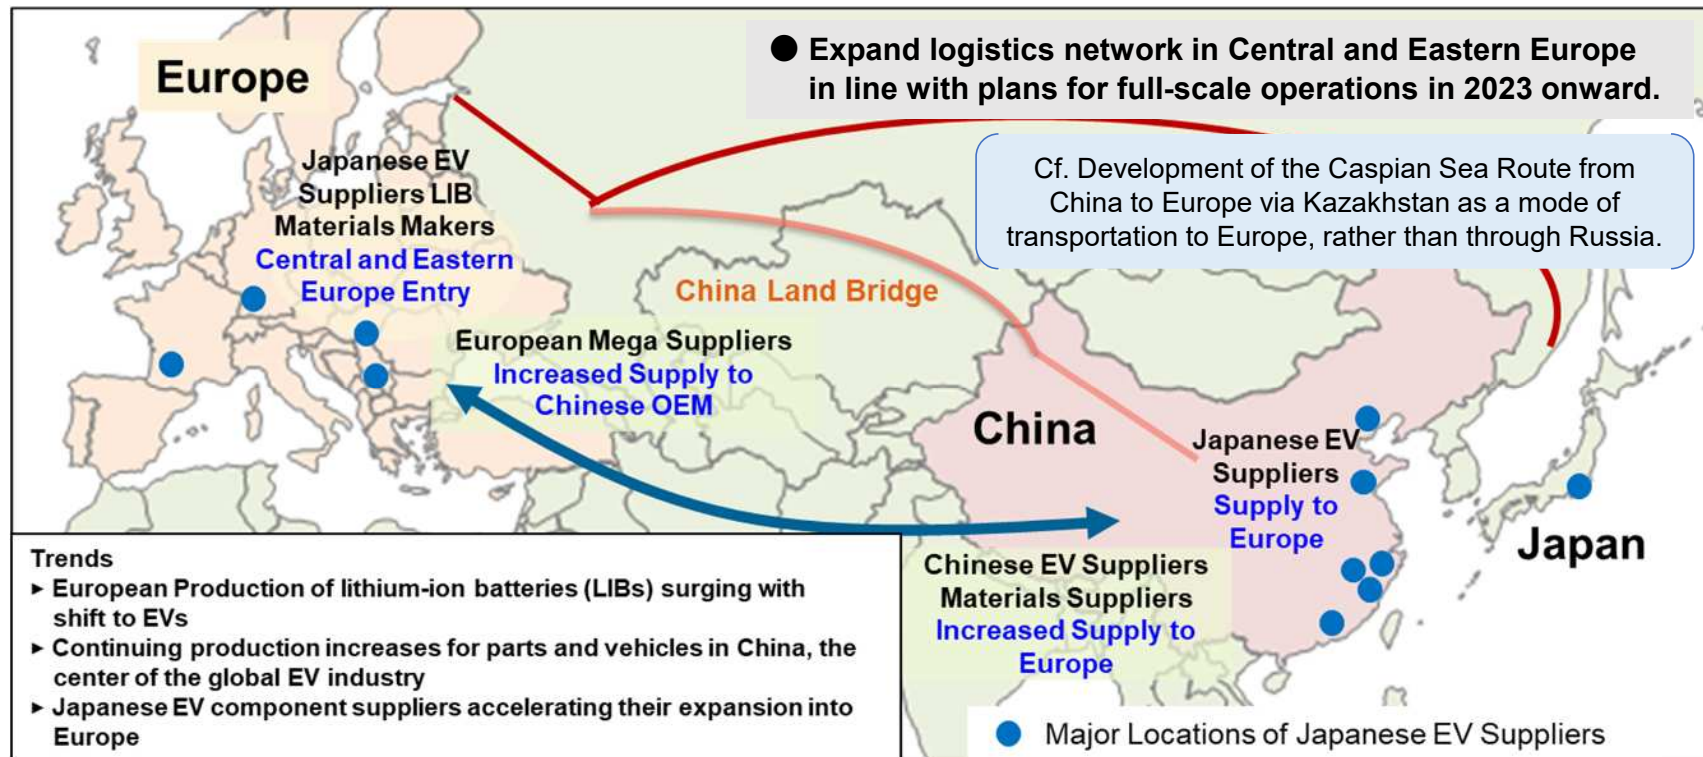 Europe
● Expand logistics network in Central and Eastern Europe
in line with plans for full-scale operations in 2023 onward.
Cf. Development of the Caspian Sea Route from
China to Europe via Kazakhstan as a mode of
transportation to Europe, rather than through Russia.
Japanese EV
Suppliers LIB
Materials Makers
Central and Eastern
Europe Entry
China Land Bridge
European Mega Suppliers
Increased Supply to
Chinese OEM
China
Japanese EV
Suppliers
Supply to
Europe
Japan
Chinese EV Suppliers
Materials Suppliers
Increased Supply to
Europe
Trends
▸ European Production of lithium-ion batteries (LIBs) surging with
shift to EVs
▸ Continuing production increases for parts and vehicles in China, the
center of the global EV industry
▸ Japanese EV component suppliers accelerating their expansion into
Europe
Major Locations of Japanese EV Suppliers